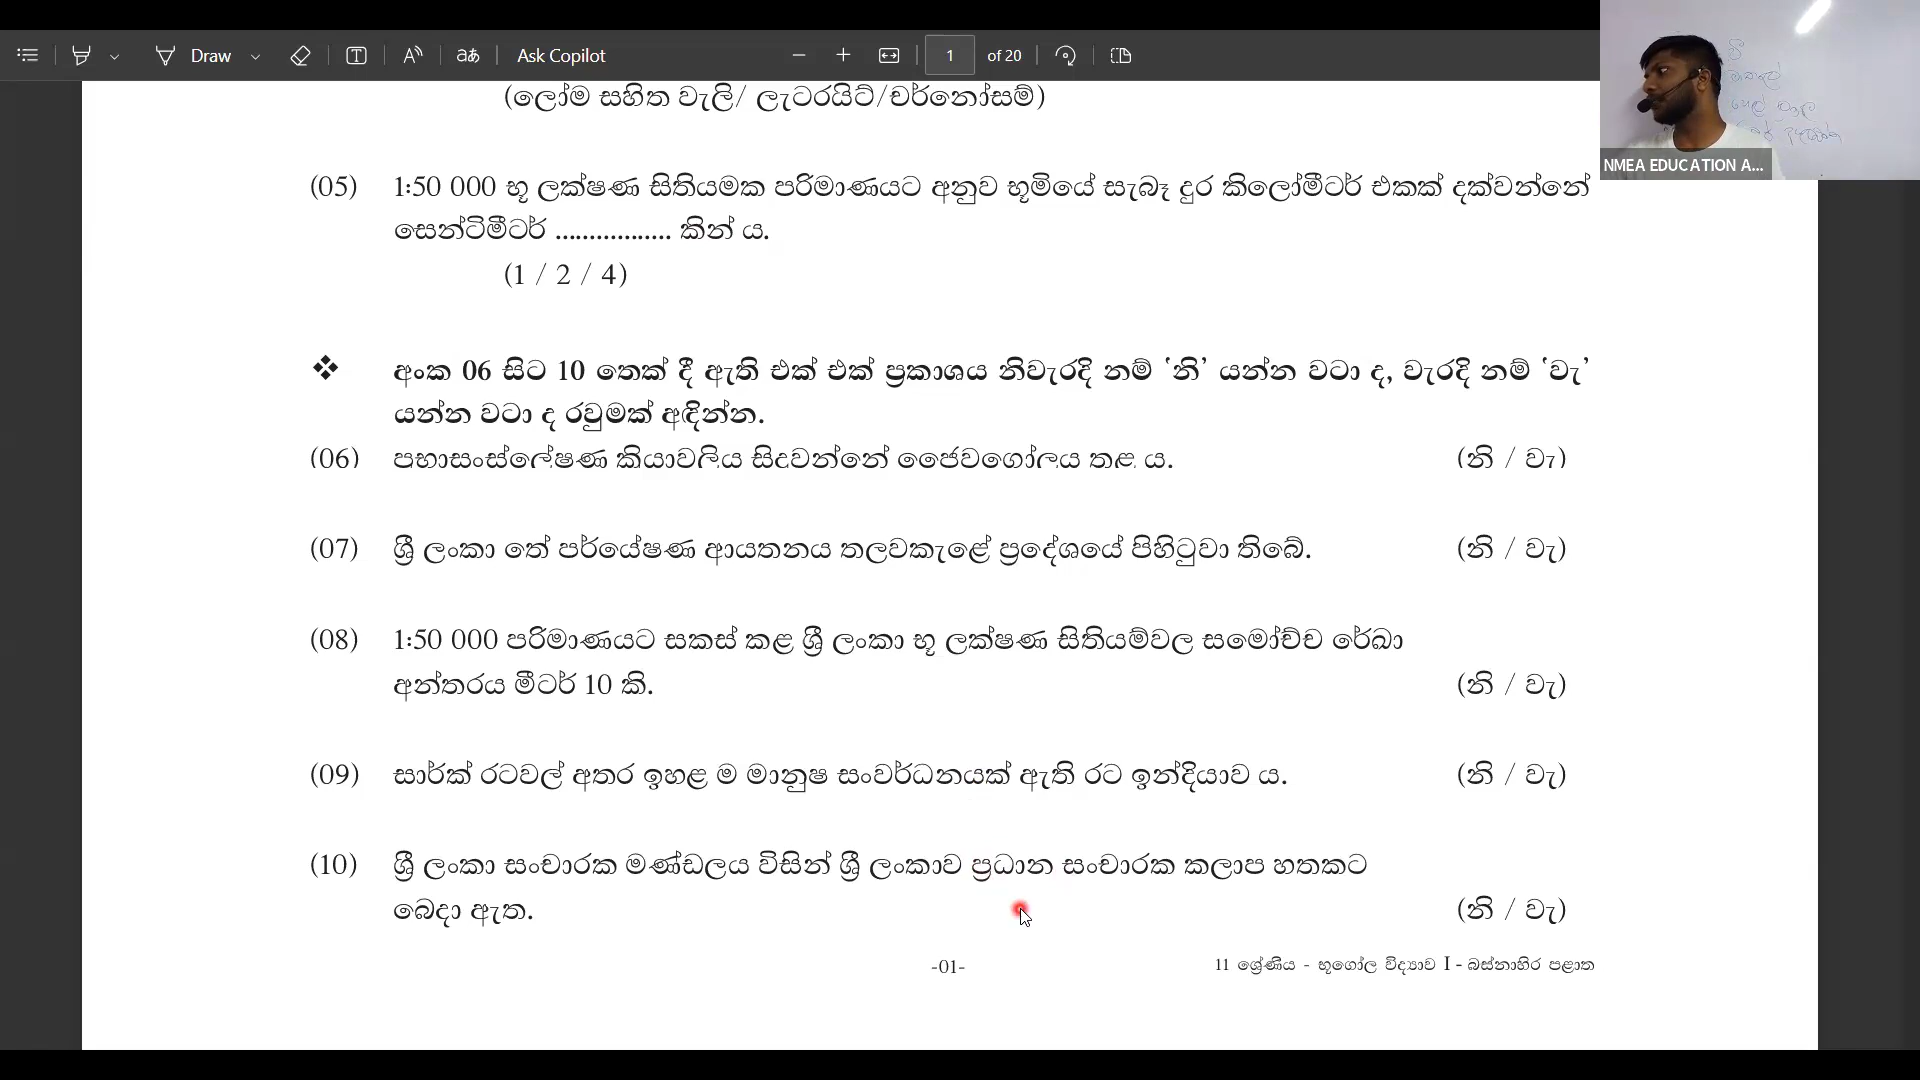 Draw
Ask Copilot
1 of 20
NMEA EDUCATION A...
(ලෝම සහිත වැලි/ ලැටරයිට්/චර්නෝසම්)
(05) 1:50 000 භූ ලක්ෂණ සිතියමක පරිමාණයට අනුව භූමියේ සැබෑ දුර කිලෝමීටර් එකක් දක්වන්නේ
සෙන්ටිමීටර් ................. කින් ය.
(1 / 2 / 4)
❖ අංක 06 සිට 10 තෙක් දී ඇති එක් එක් ප්‍රකාශය නිවැරදි නම් ‘නි’ යන්න වටා ද, වැරදි නම් ‘වැ’
යන්න වටා ද රවුමක් අඳින්න.
(06) ප්‍රභාසංස්ලේෂණ ක්‍රියාවලිය සිදුවන්නේ ජෛවගෝලය තුළ ය. (නි / වැ)
(07) ශ්‍රී ලංකා තේ පර්යේෂණ ආයතනය තලවකැළේ ප්‍රදේශයේ පිහිටුවා තිබේ. (නි / වැ)
(08) 1:50 000 පරිමාණයට සකස් කළ ශ්‍රී ලංකා භූ ලක්ෂණ සිතියම්වල සමෝච්ච රේඛා
අන්තරය මීටර් 10 කි. (නි / වැ)
(09) සාර්ක් රටවල් අතර ඉහළ ම මානුෂ සංවර්ධනයක් ඇති රට ඉන්දියාව ය. (නි / වැ)
(10) ශ්‍රී ලංකා සංචාරක මණ්ඩලය විසින් ශ්‍රී ලංකාව ප්‍රධාන සංචාරක කලාප හතකට
බෙදා ඇත. (නි / වැ)
-01-
11 ශ්‍රේණිය - භූගෝල විද්‍යාව I - බස්නාහිර පළාත